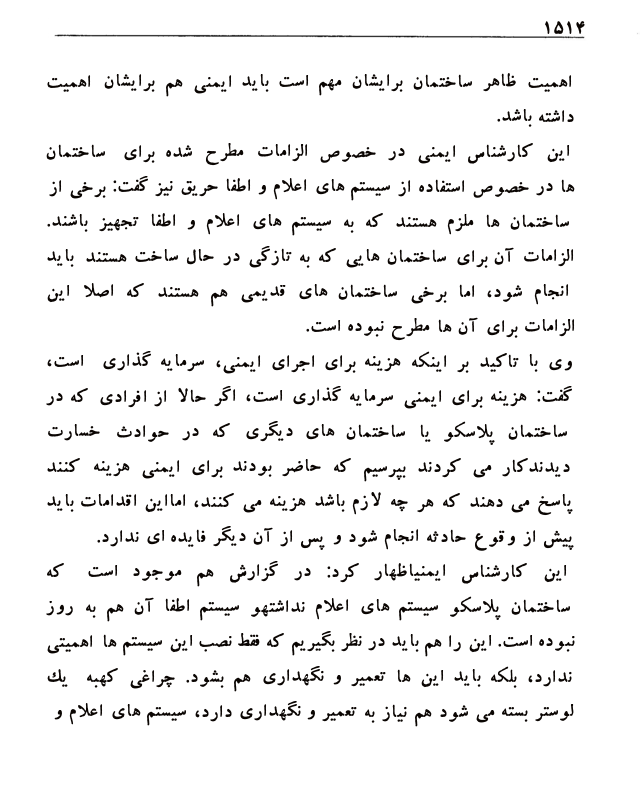 ۱۵۱۴
اهمیت ظاهر ساختمان برایشان مهم است باید ایمنی هم برایشان اهمیت
داشته باشد.
این کارشناس ایمنی در خصوص الزامات مطرح شده برای ساختمان
ها در خصوص استفاده از سیستم های اعلام و اطفا حریق نیز گفت: برخی از
ساختمان ها ملزم هستند که به سیستم های اعلام و اطفا تجهیز باشند.
الزامات آن برای ساختمان هایی که به تازگی در حال ساخت هستند باید
انجام شود، اما برخی ساختمان های قدیمی هم هستند که اصلا این
الزامات برای آن ها مطرح نبوده است.
وی با تاکید بر اینکه هزینه برای اجرای ایمنی، سرمایه گذاری است،
گفت: هزینه برای ایمنی سرمایه گذاری است، اگر حالا از افرادی که در
ساختمان پلاسکو یا ساختمان های دیگری که در حوادث خسارت
دیدندکار می کردند بپرسیم که حاضر بودند برای ایمنی هزینه کنند
پاسخ می دهند که هر چه لازم باشد هزینه می کنند، امااین اقدامات باید
پیش از وقوع حادثه انجام شود و پس از آن دیگر فایده ای ندارد.
این کارشناس ایمنیاظهار کرد: در گزارش هم موجود است که
ساختمان پلاسکو سیستم های اعلام نداشتهو سیستم اطفا آن هم به روز
نبوده است. این را هم باید در نظر بگیریم که فقط نصب این سیستم ها اهمیتی
ندارد، بلکه باید این ها تعمیر و نگهداری هم بشود. چراغی کهبه یك
لوستر بسته می شود هم نیاز به تعمیر و نگهداری دارد، سیستم های اعلام و